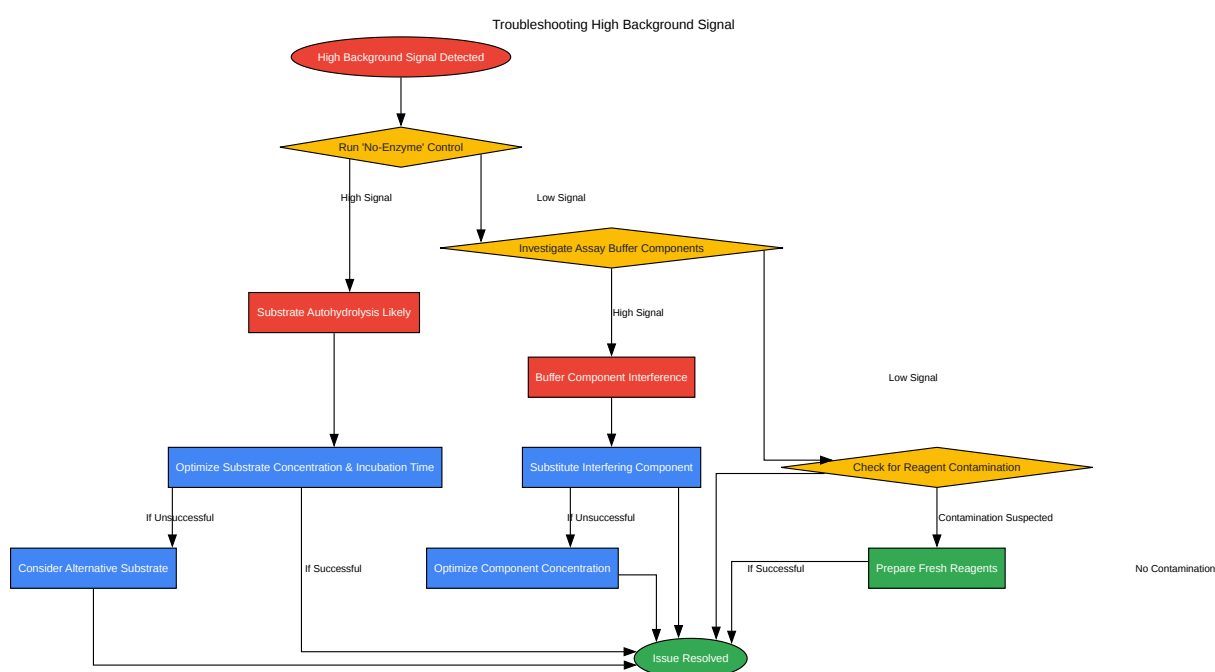 Troubleshooting High Background Signal
High Background Signal Detected
Run 'No-Enzyme' Control
High Signal
Low Signal
Investigate Assay Buffer Components
Substrate Autohydrolysis Likely
High Signal
Buffer Component Interference
Low Signal
Optimize Substrate Concentration & Incubation Time
Substitute Interfering Component
Check for Reagent Contamination
If Unsuccessful
If Unsuccessful
Contamination Suspected
Consider Alternative Substrate
If Successful
Optimize Component Concentration
If Successful
Prepare Fresh Reagents
No Contamination
Issue Resolved